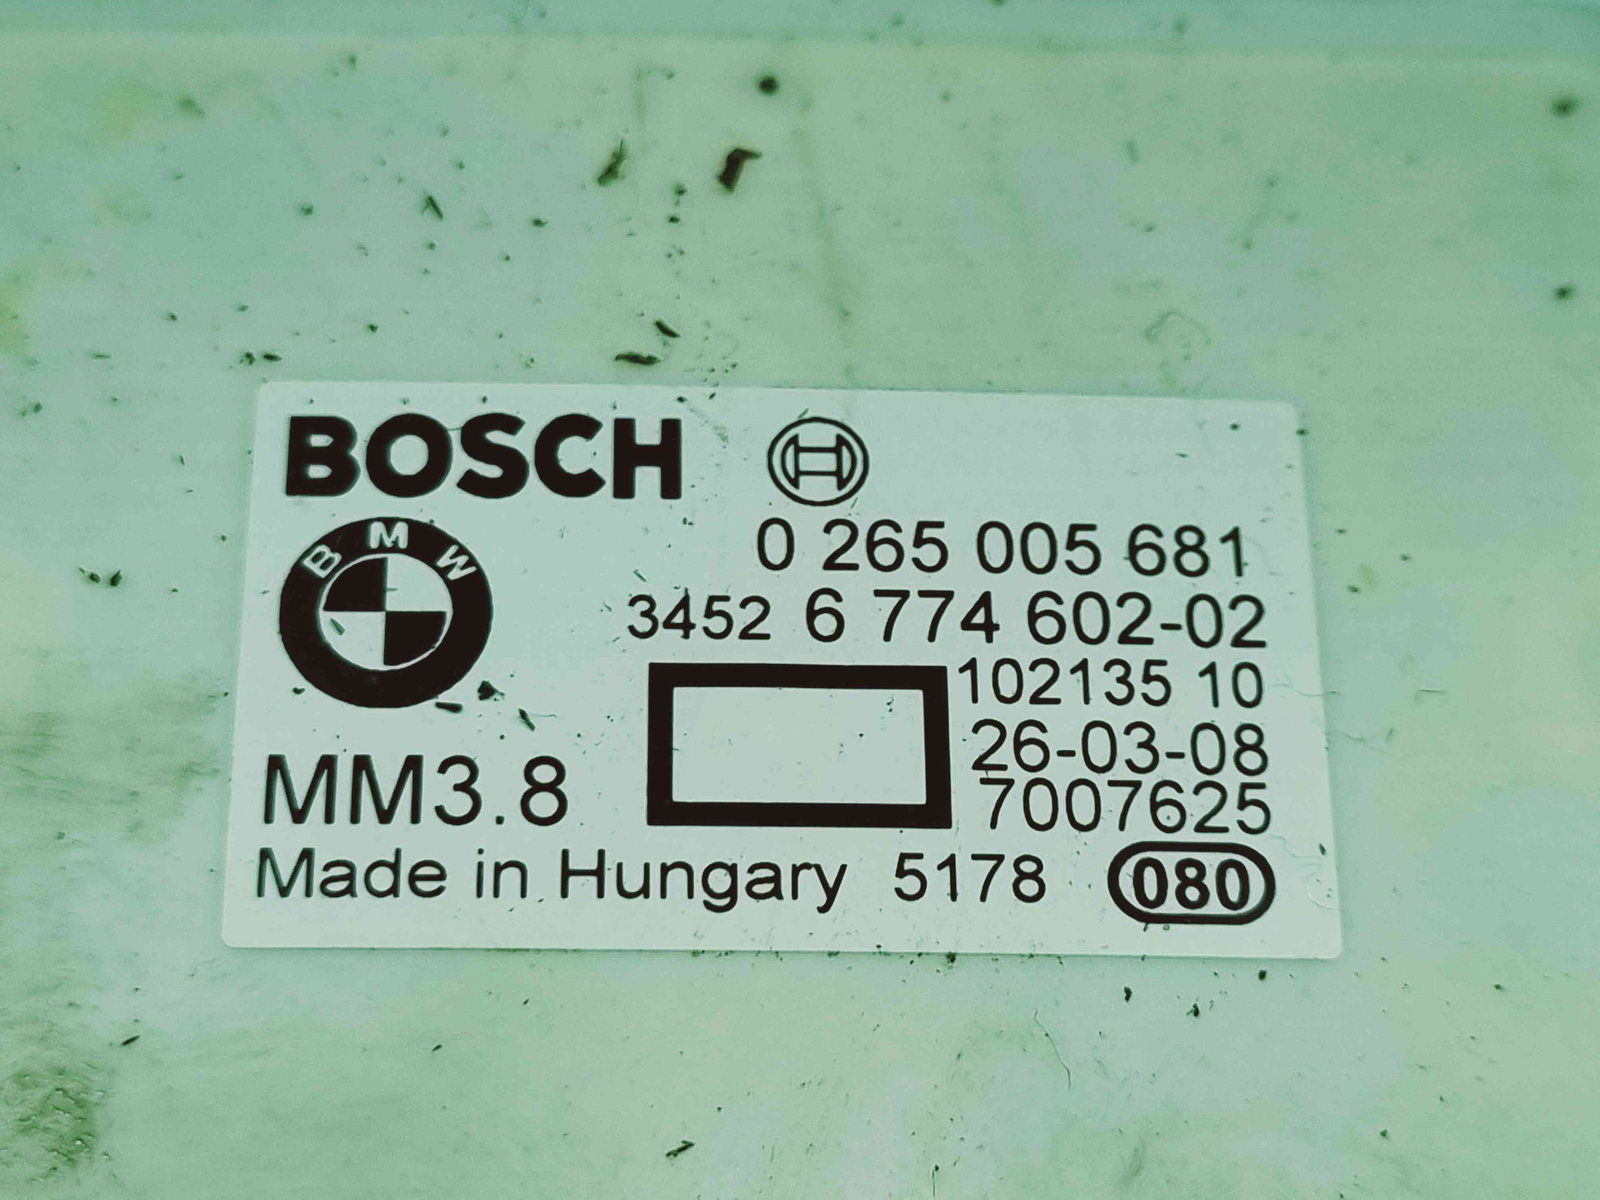 BOSCH
0 265 005 681
BMW
3452 6 774 602-02
102135 10
26-03-08
MM3.8
7007625
Made in Hungary 5178 080